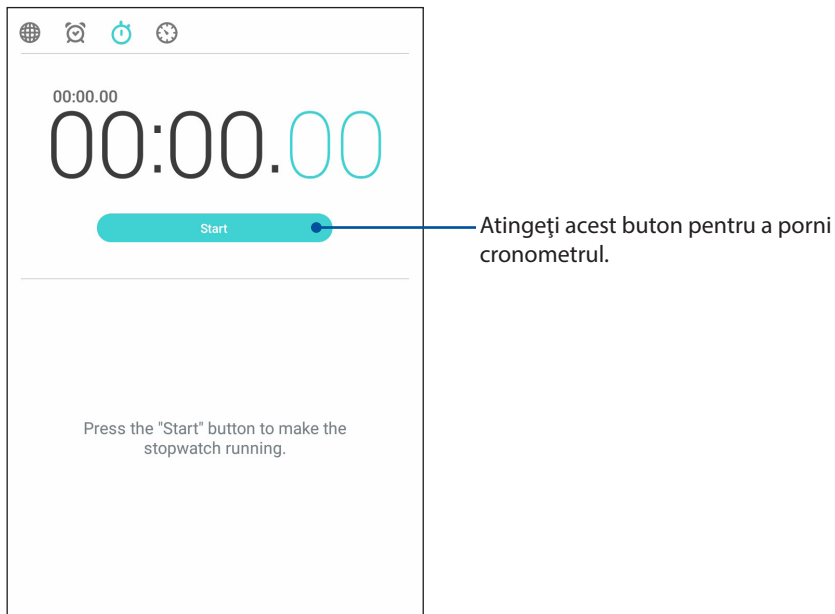 00:00.00
00:00.00
Start
Atingeţi acest buton pentru a porni
cronometrul.
Press the "Start" button to make the
stopwatch running.